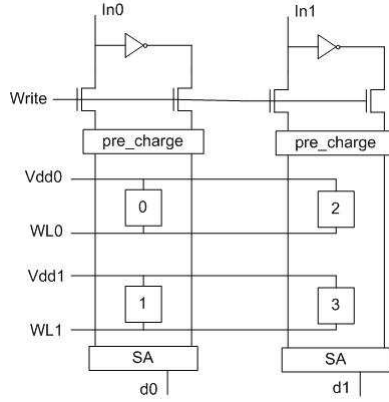 In0
In1
Write
pre_charge
pre_charge
Vdd0
0
2
WL0
Vdd1
1
3
WL1
SA
SA
d0
d1